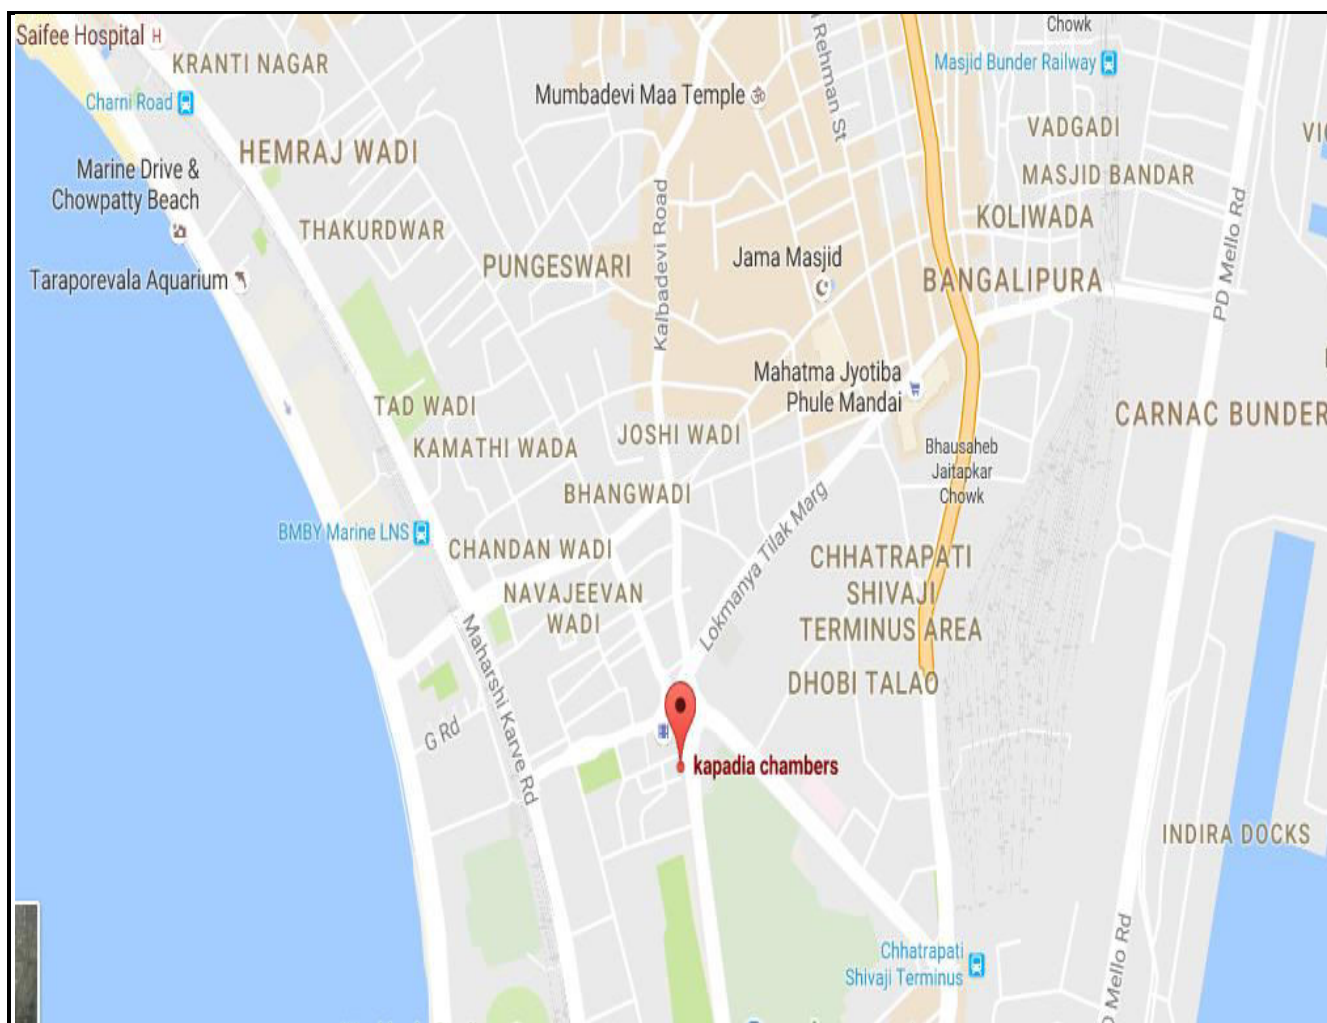 Chowk
Saifee Hospital H
KRANTI NAGAR
Rehman St
Masjid Bunder Railway
Mumbadevi Maa Temple
Charni Road
VADGADI
HEMRAJ WADI
Marine Drive &
Chowpatty Beach
MASJID BANDAR
KOLIWADA
THAKURDWAR
Kalbadevi Road
PD Mello Rd
PUNGESWARI
Jama Masjid
Taraporevala Aquarium
BANGALIPURA
Mahatma Jyotiba
Phule Mandai
TAD WADI
CARNAC BUNDER
KAMATHI WADA
JOSHI WADI
Bhausaheb
Jaitapkar
Chowk
BHANGWADI
BMBY Marine LNS
CHANDAN WADI
Lokmanya Tilak Marg
CHHATRAPATI
SHIVAJI
TERMINUS AREA
NAVAJEEVAN
WADI
Maharshi Karve Rd
DHOBI TALAO
G Rd
kapadia chambers
INDIRA DOCKS
Chhatrapati
Shivaji Terminus
Mello Rd